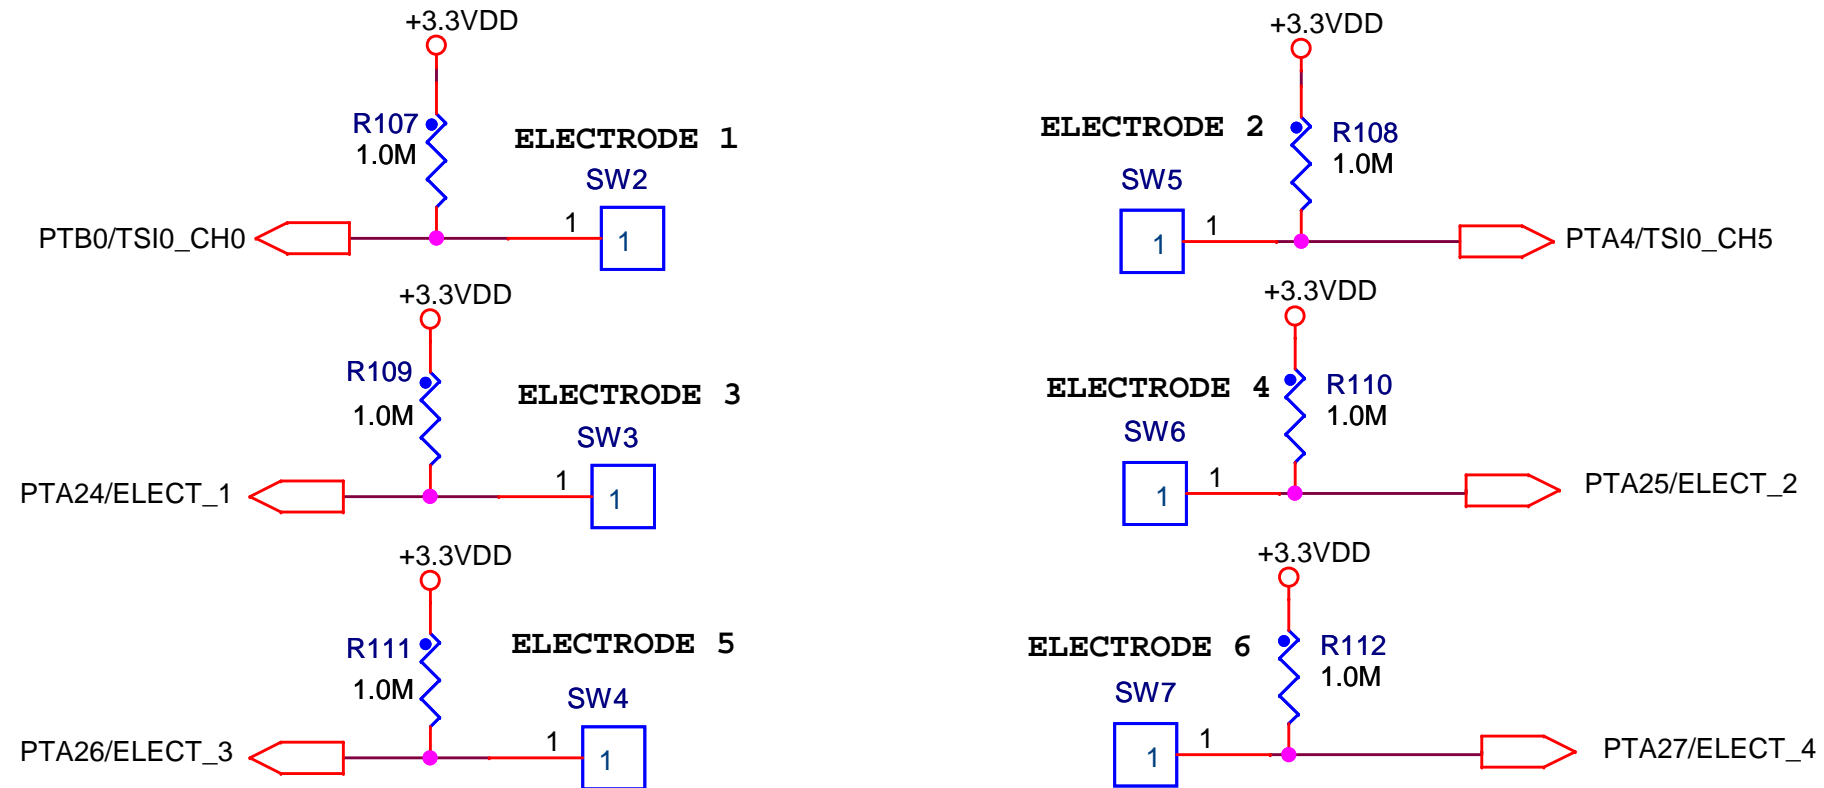 +3.3VDD
R107
1.0M
ELECTRODE 1
SW2
PTB0/TSI0_CH0
1
1
+3.3VDD
ELECTRODE 2
R108
1.0M
SW5
1
1
PTA4/TSI0_CH5
+3.3VDD
R109
1.0M
ELECTRODE 3
SW3
PTA24/ELECT_1
1
1
+3.3VDD
ELECTRODE 4
R110
1.0M
SW6
1
1
PTA25/ELECT_2
+3.3VDD
R111
1.0M
ELECTRODE 5
SW4
PTA26/ELECT_3
1
1
+3.3VDD
ELECTRODE 6
R112
1.0M
SW7
1
1
PTA27/ELECT_4